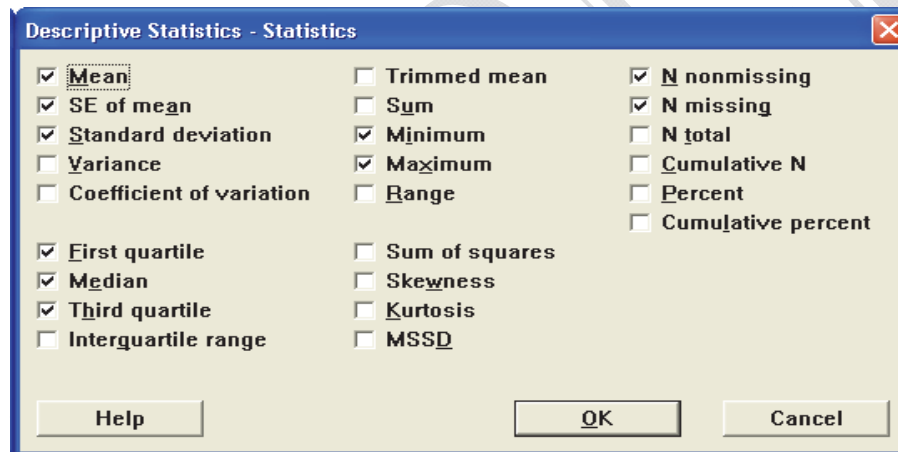 Descriptive Statistics - Statistics
Mean
SE of mean
Standard deviation
Variance
Coefficient of variation
First quartile
Median
Third quartile
Interquartile range
Trimmed mean
Sum
Minimum
Maximum
Range
Sum of squares
Skewness
Kurtosis
MSSD
N nonmissing
N missing
N total
Cumulative N
Percent
Cumulative percent
Help
OK
Cancel